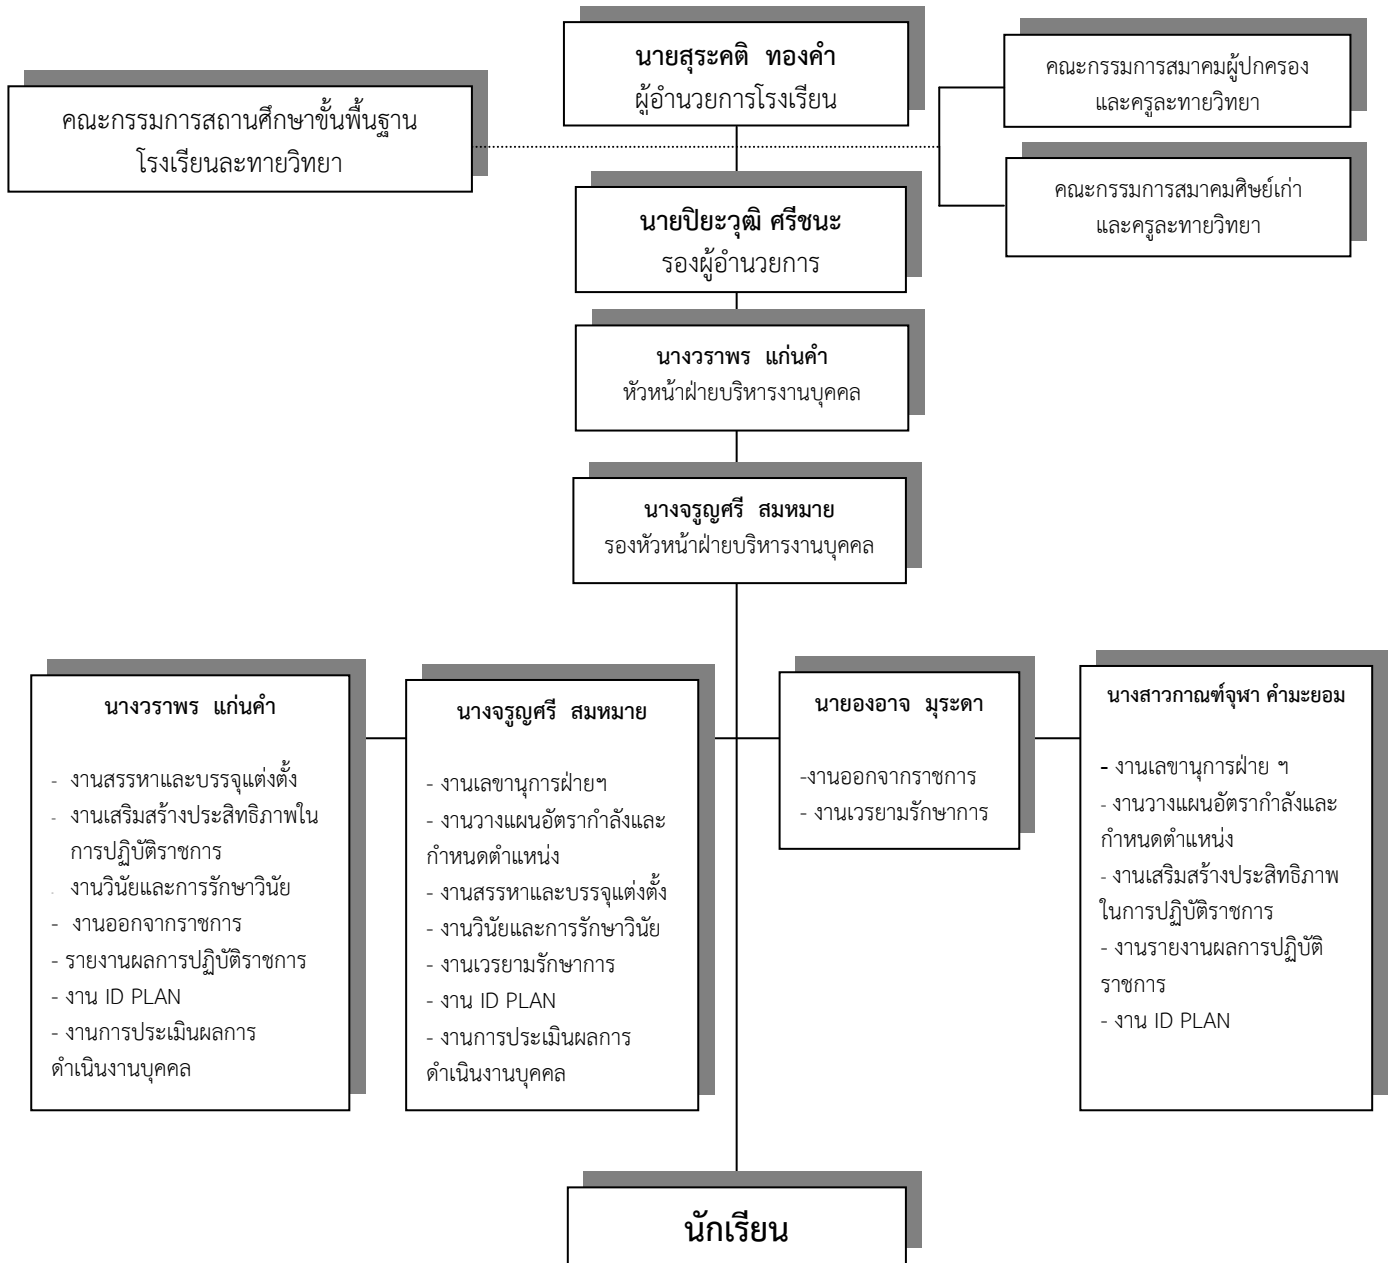 นายสุระคติ  ทองคำ
ผู้อำนวยการโรงเรียน
คณะกรรมการสมาคมผู้ปกครอง
และครูละทายวิทยา
คณะกรรมการสถานศึกษาขั้นพื้นฐาน
โรงเรียนละทายวิทยา
คณะกรรมการสมาคมศิษย์เก่า
และครูละทายวิทยา
นายปิยะวุฒิ ศรีชนะ
รองผู้อำนวยการ
นางวราพร  แก่นคำ
หัวหน้าฝ่ายบริหารงานบุคคล
นางจรูญศรี  สมหมาย
รองหัวหน้าฝ่ายบริหารงานบุคคล
นางวราพร  แก่นคำ
- งานสรรหาและบรรจุแต่งตั้ง
- งานเสริมสร้างประสิทธิภาพใน
การปฏิบัติราชการ
- งานวินัยและการรักษาวินัย
- งานออกจากราชการ
- รายงานผลการปฏิบัติราชการ
- งาน ID PLAN
- งานการประเมินผลการ
ดำเนินงานบุคคล
นางจรูญศรี  สมหมาย
- งานเลขานุการฝ่ายฯ
- งานวางแผนอัตรากำลังและ
กำหนดตำแหน่ง
- งานสรรหาและบรรจุแต่งตั้ง
- งานวินัยและการรักษาวินัย
- งานเวรยามรักษาการ
- งาน ID PLAN
- งานการประเมินผลการ
ดำเนินงานบุคคล
นายองอาจ  มุระดา
-งานออกจากราชการ
- งานเวรยามรักษาการ
นางสาวกาณฑ์จุฬา คำมะยอม
- งานเลขานุการฝ่าย ฯ
- งานวางแผนอัตรากำลังและ
กำหนดตำแหน่ง
- งานเสริมสร้างประสิทธิภาพ
ในการปฏิบัติราชการ
- งานรายงานผลการปฏิบัติ
ราชการ
- งาน ID PLAN
นักเรียน